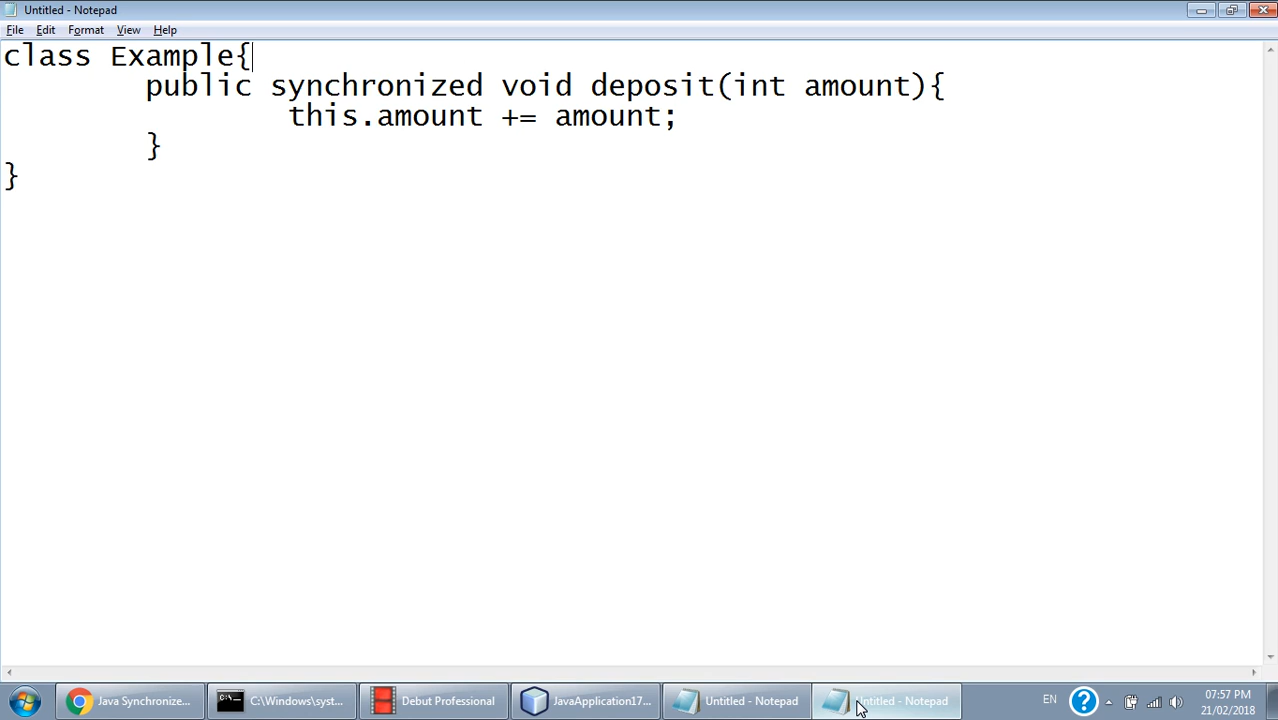 Untitled - Notepad
File Edit Format View Help
class Example{
public synchronized void deposit(int amount){
this.amount += amount;
}
}
Java Synchronize... C:\Windows\syst... Debut Professional JavaApplication17... Untitled - Notepad Untitled - Notepad EN 07:57 PM
21/02/2018